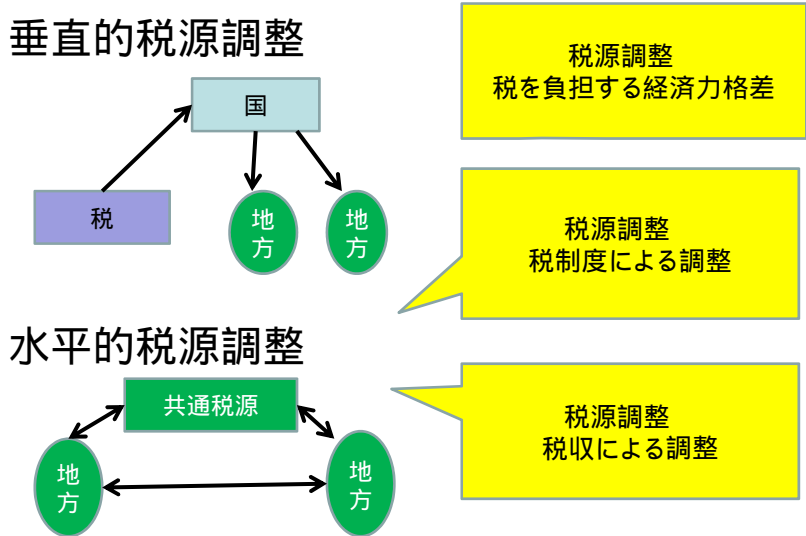 垂直的税源調整
国
税
地
方
地
方
税源調整
税を負担する経済力格差
税源調整
税制度による調整
水平的税源調整
共通税源
地
方
地
方
税源調整
税収による調整